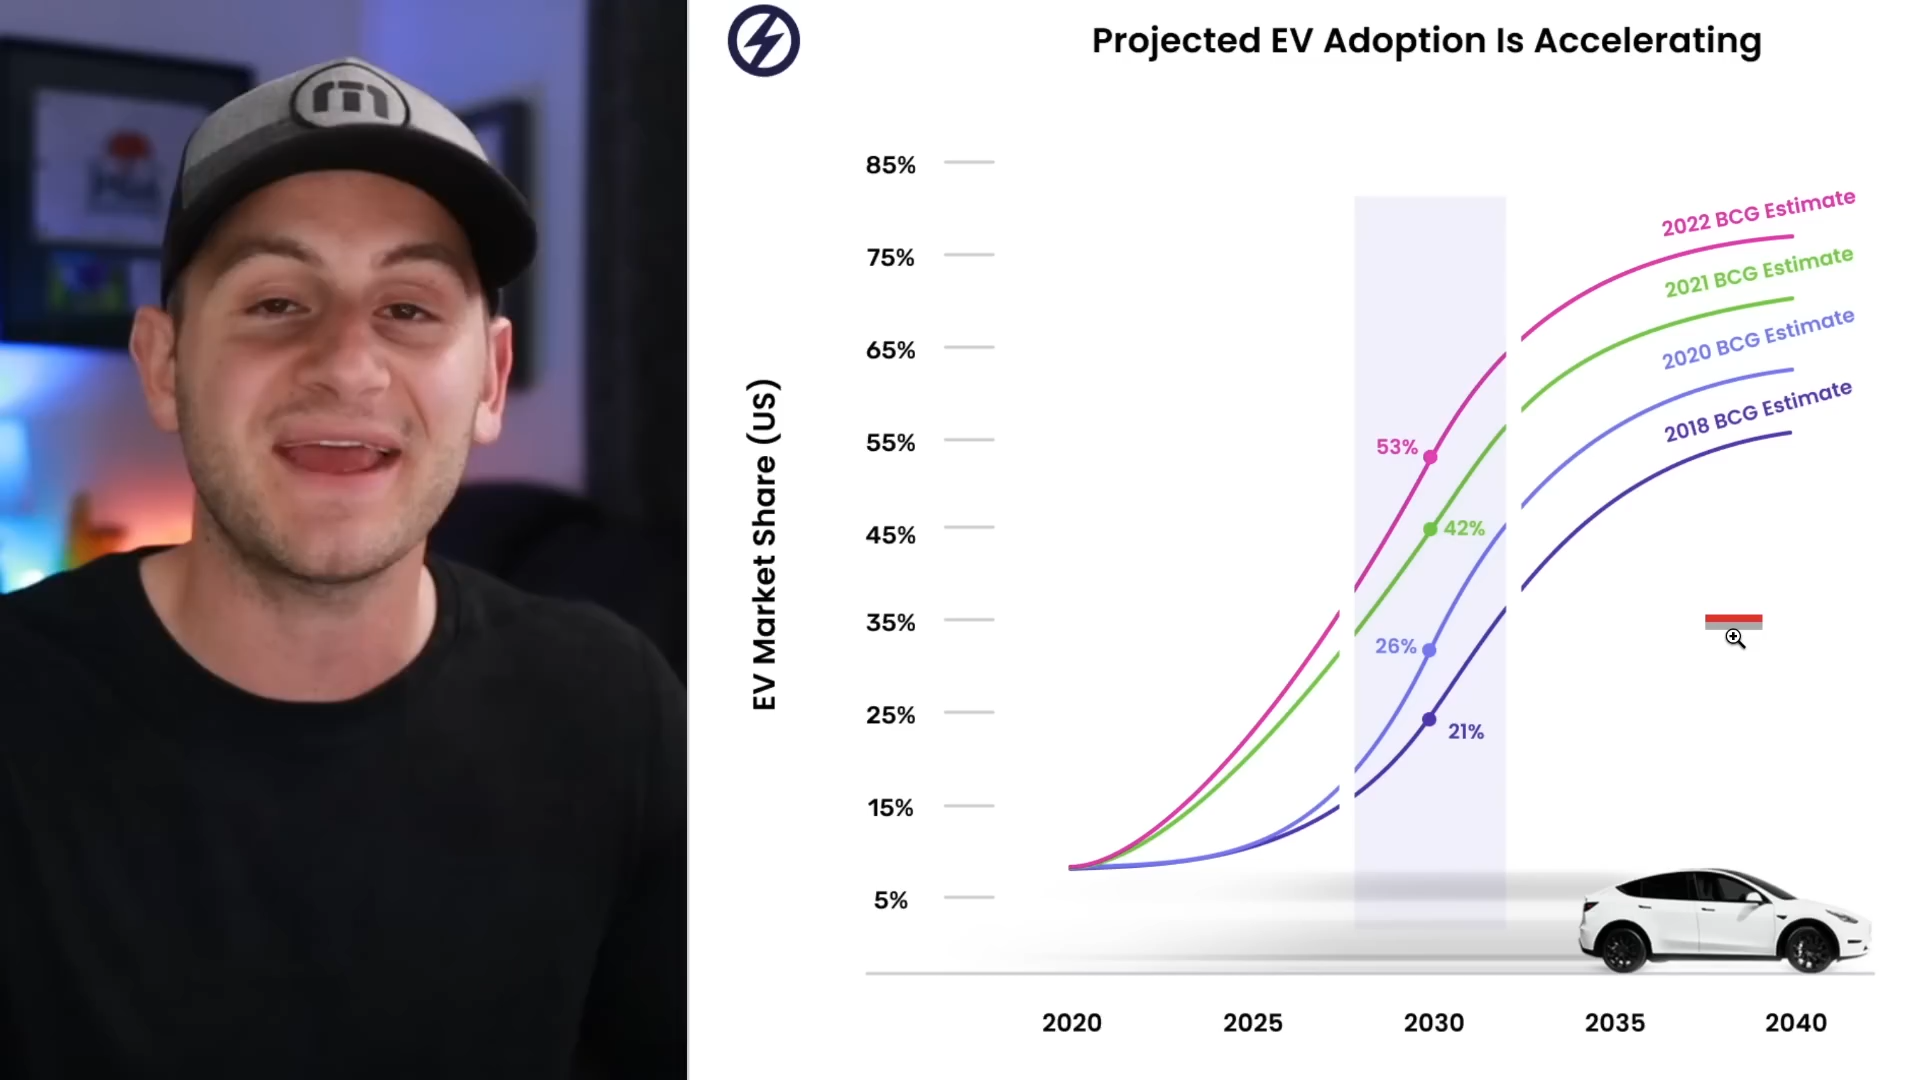 Projected EV Adoption Is Accelerating
EV Market Share (US)
85%
75%
65%
55%
45%
35%
25%
15%
5%
2022 BCG Estimate
2021 BCG Estimate
2020 BCG Estimate
2018 BCG Estimate
53%
42%
26%
21%
2020 2025 2030 2035 2040